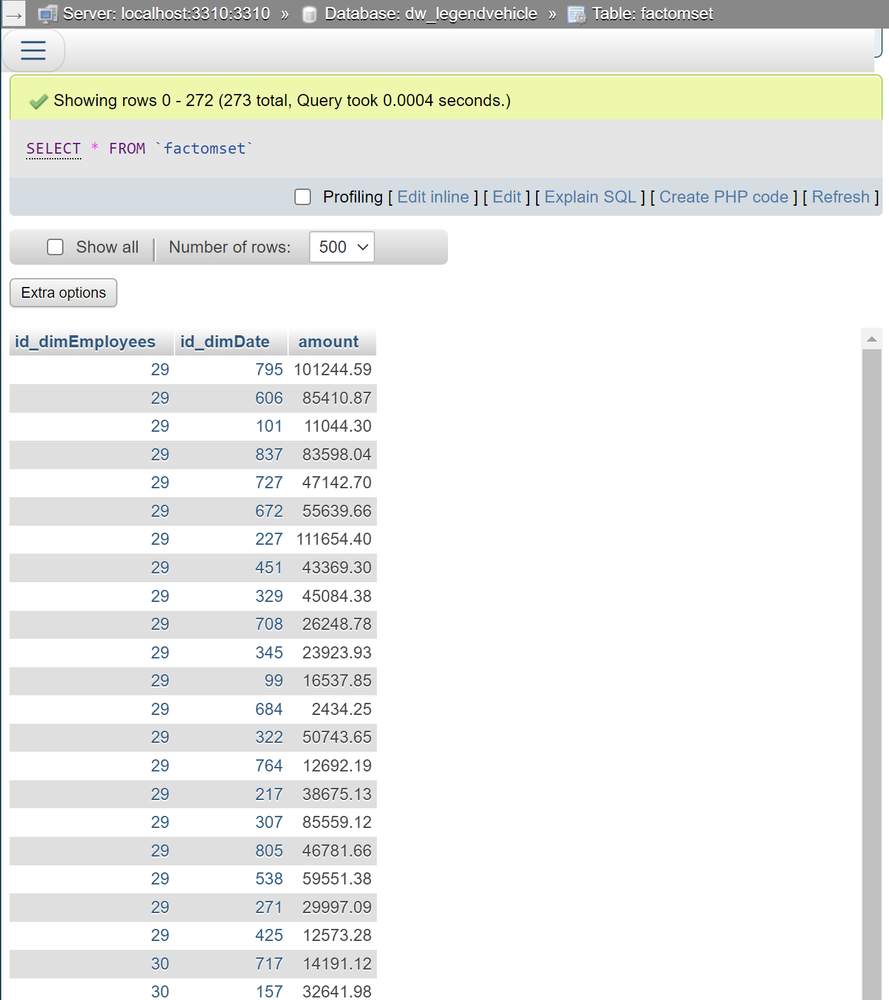 → Server: localhost:3310:3310 » Database: dw_legendvehicle » Table: factomset
Showing rows 0 - 272 (273 total, Query took 0.0004 seconds.)
SELECT * FROM `factomset`
Profiling [ Edit inline ] [ Edit ] [ Explain SQL ] [ Create PHP code ] [ Refresh ]
Show all | Number of rows: 500
Extra options
id_dimEmployees id_dimDate amount
29 795 101244.59
29 606 85410.87
29 101 11044.30
29 837 83598.04
29 727 47142.70
29 672 55639.66
29 227 111654.40
29 451 43369.30
29 329 45084.38
29 708 26248.78
29 345 23923.93
29 99 16537.85
29 684 2434.25
29 322 50743.65
29 764 12692.19
29 217 38675.13
29 307 85559.12
29 805 46781.66
29 538 59551.38
29 271 29997.09
29 425 12573.28
30 717 14191.12
30 157 32641.98